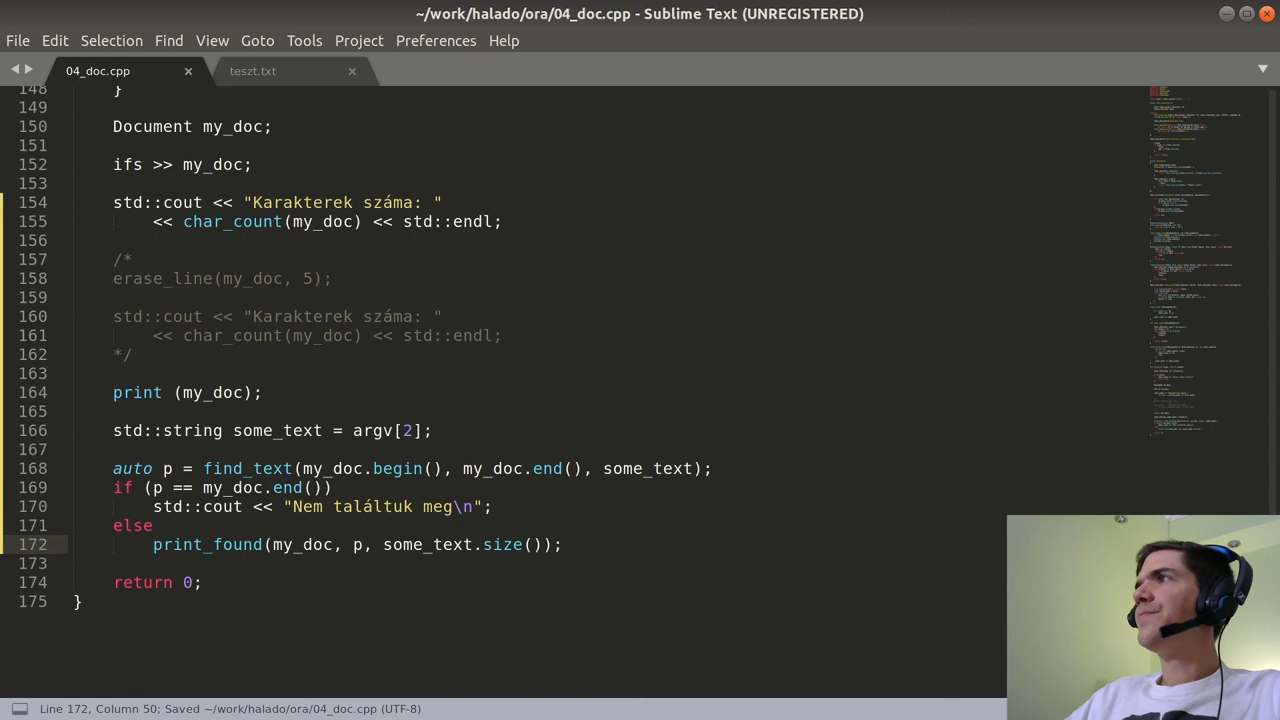 ~/work/halado/ora/04_doc.cpp - Sublime Text (UNREGISTERED)
File Edit Selection Find View Goto Tools Project Preferences Help
04_doc.cpp × teszt.txt ×
148 }
149
150 Document my_doc;
151
152 ifs >> my_doc;
153
154 std::cout << "Karakterek száma: "
155 << char_count(my_doc) << std::endl;
156
157 /*
158 erase_line(my_doc, 5);
159
160 std::cout << "Karakterek száma: "
161 << char_count(my_doc) << std::endl;
162 */
163
164 print (my_doc);
165
166 std::string some_text = argv[2];
167
168 auto p = find_text(my_doc.begin(), my_doc.end(), some_text);
169 if (p == my_doc.end())
170 std::cout << "Nem találtuk meg\n";
171 else
172 print_found(my_doc, p, some_text.size());
173
174 return 0;
175 }
Line 172, Column 50; Saved ~/work/halado/ora/04_doc.cpp (UTF-8)